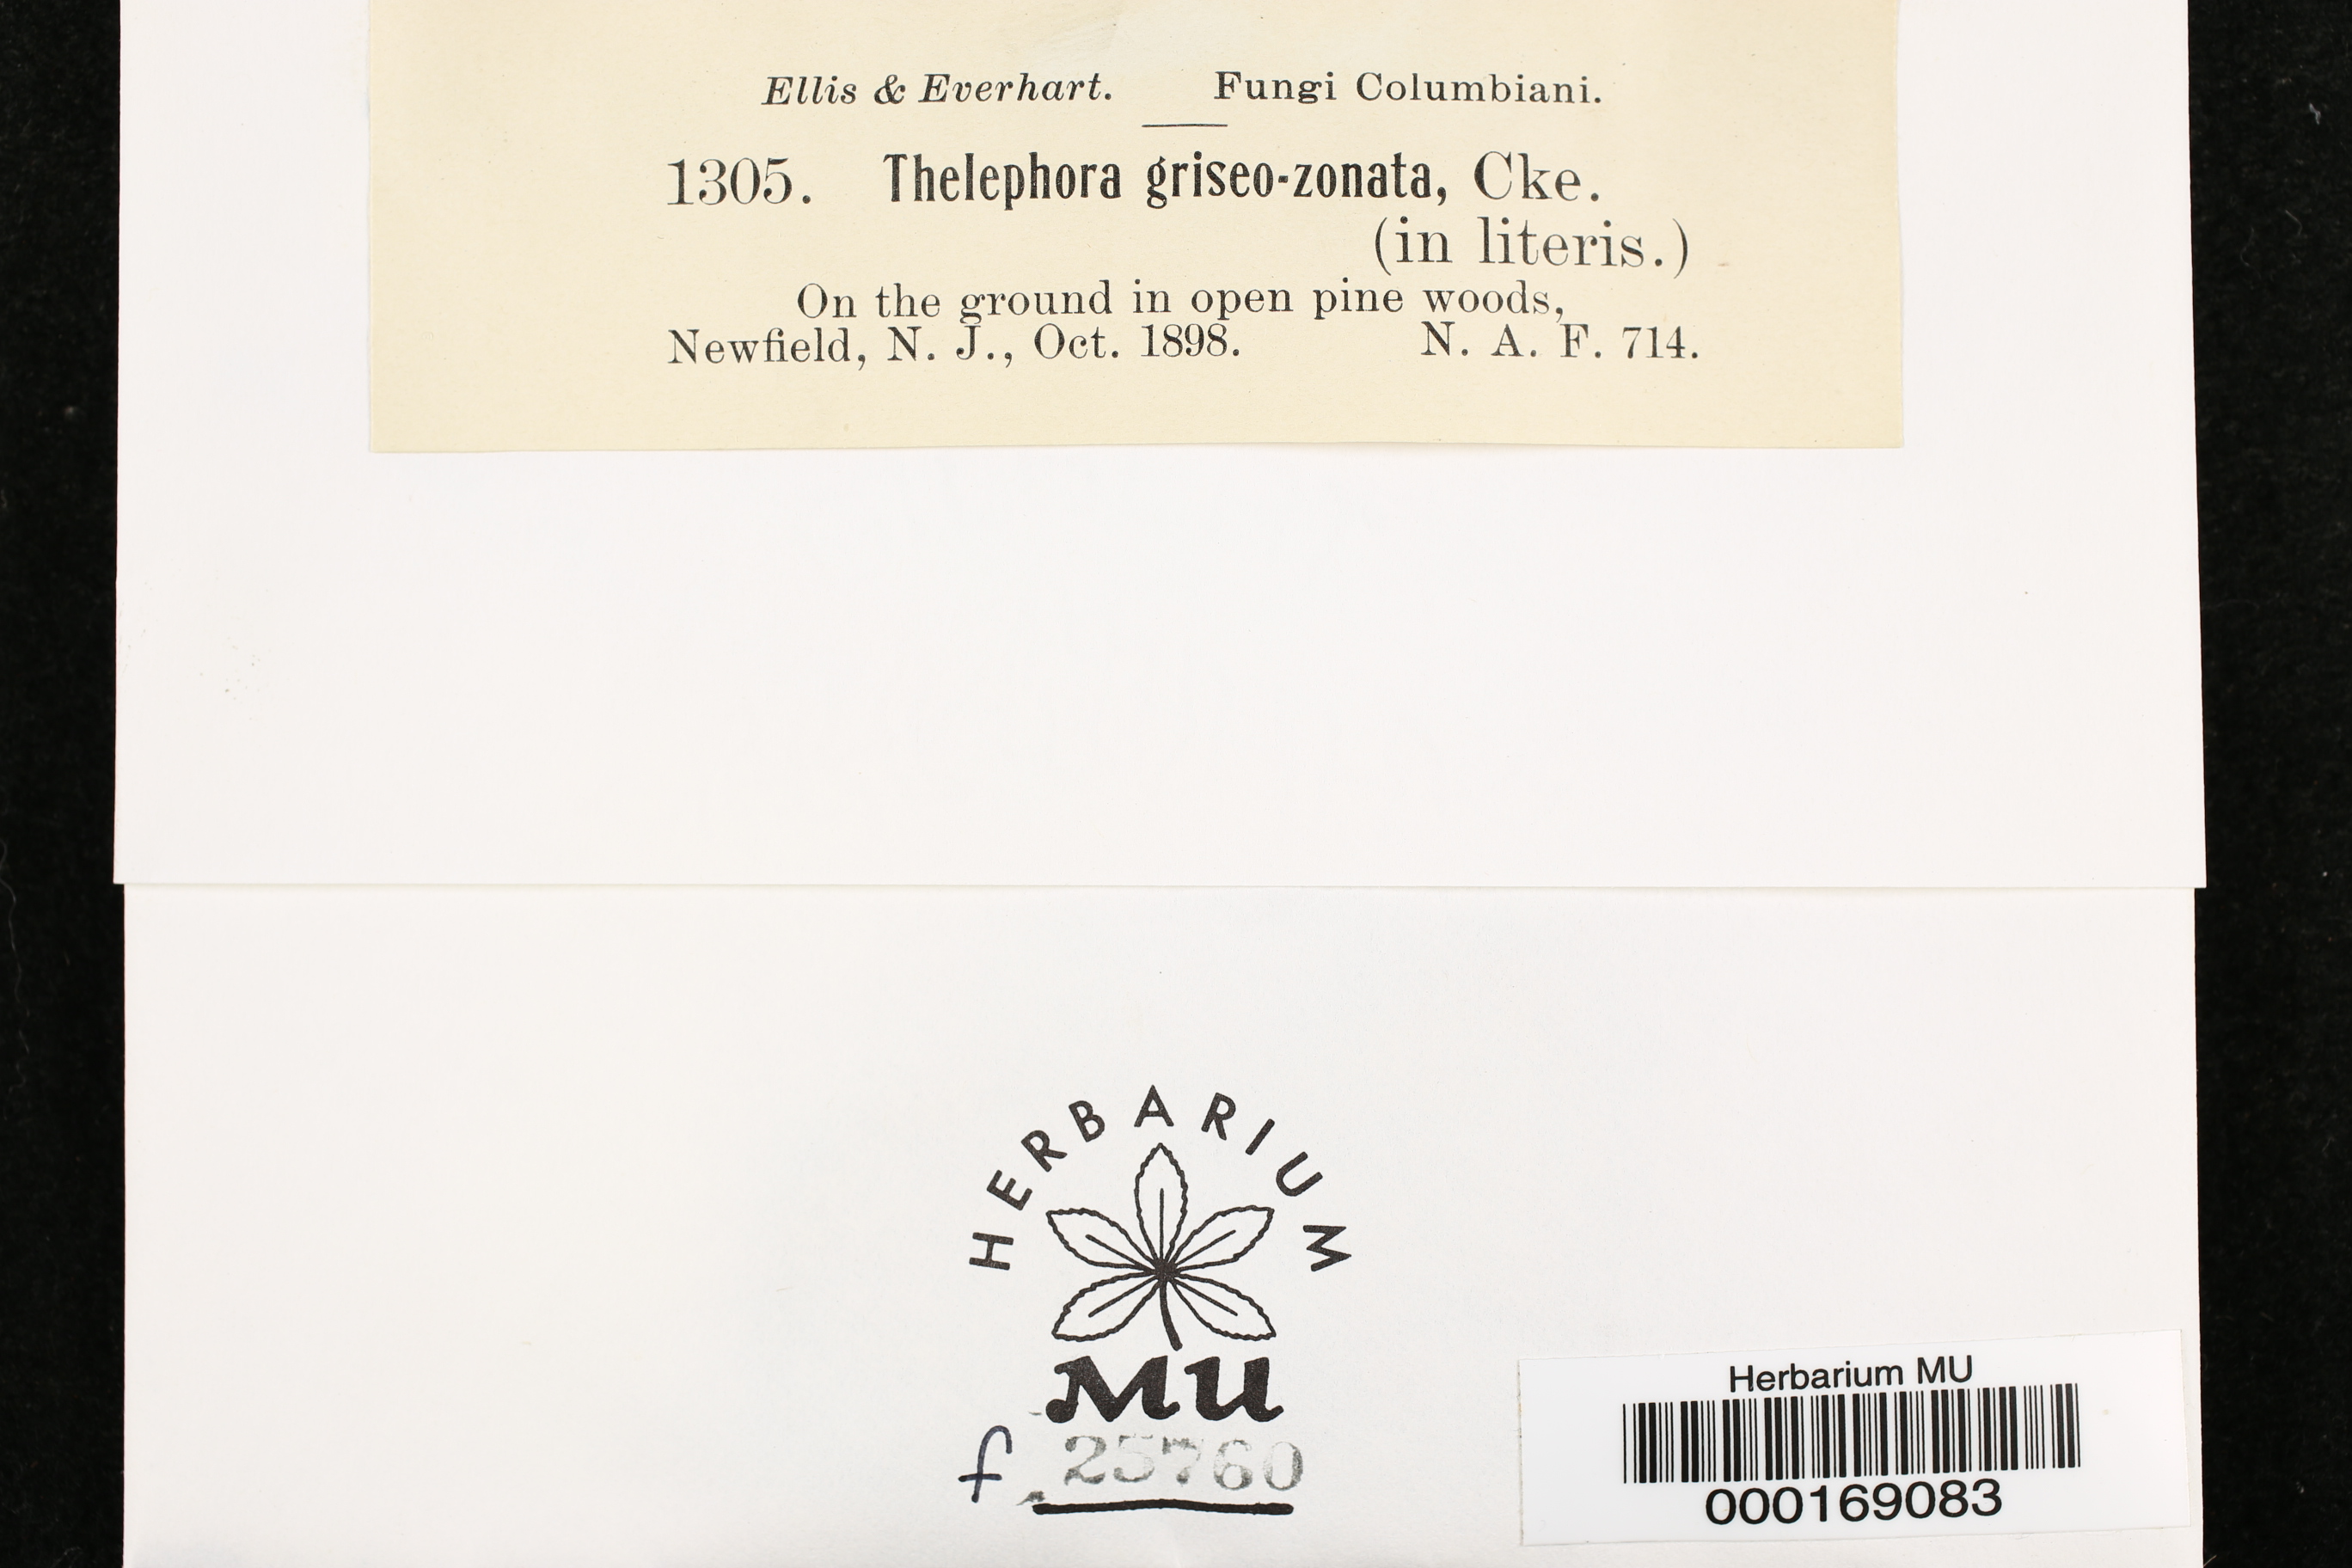 Ellis & Everhart. Fungi Columbiani.
1305. Thelephora griseo-zonata, Cke.
(in literis.)
On the ground in open pine woods,
Newfield, N. J., Oct. 1898. N. A. F. 714.
HERBARIUM
MU
f. 25760
Herbarium MU
000169083